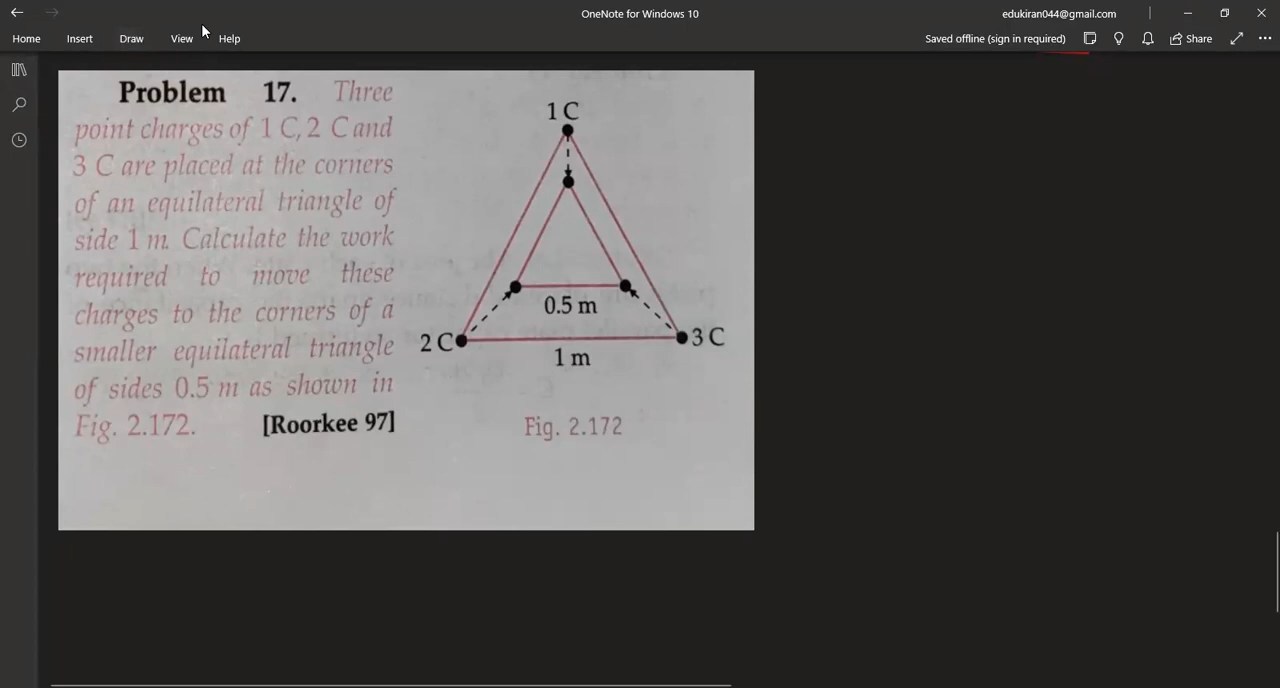 OneNote for Windows 10
edukiran044@gmail.com
Home Insert Draw View Help
Saved offline (sign in required)
Share
Problem 17. Three
point charges of 1 C, 2 C and
3 C are placed at the corners
of an equilateral triangle of
side 1 m. Calculate the work
required to move these
charges to the corners of a
smaller equilateral triangle
of sides 0.5 m as shown in
Fig. 2.172. [Roorkee 97]
1 C
0.5 m
2 C
3 C
1 m
Fig. 2.172